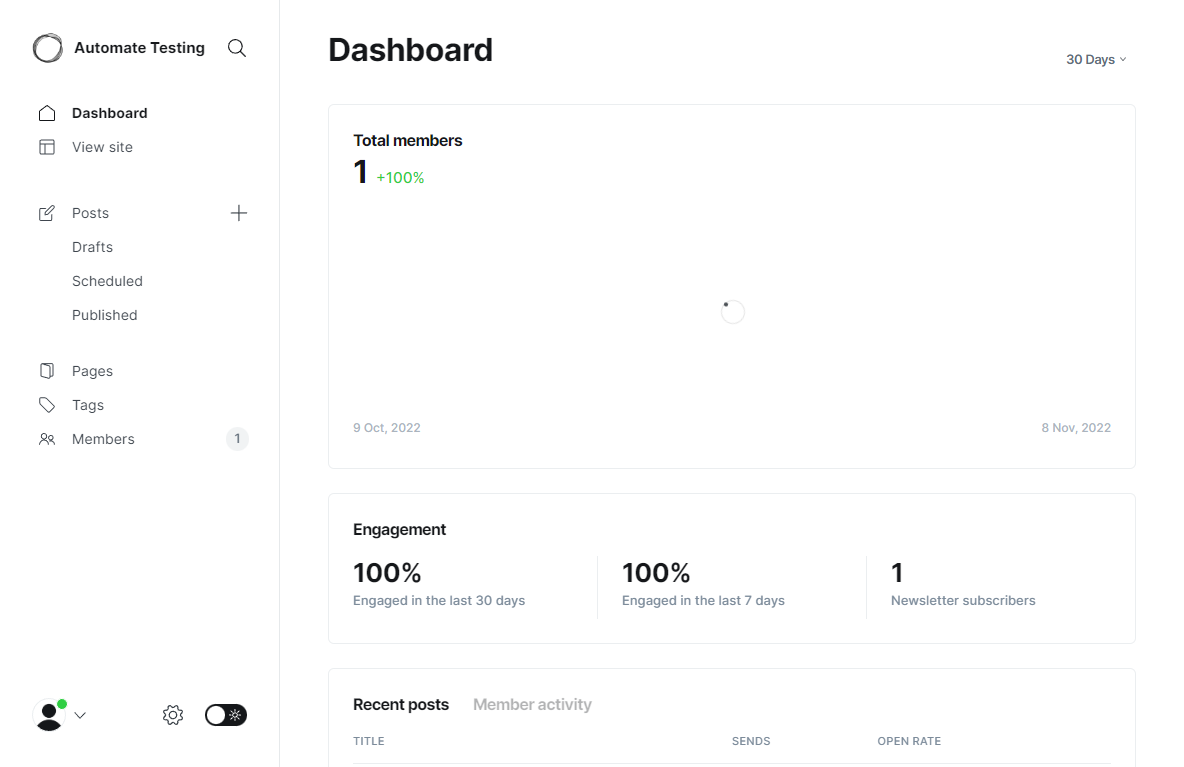 Automate Testing
Dashboard
View site
Posts
Drafts
Scheduled
Published
Pages
Tags
Members 1
Dashboard
30 Days
Total members
1 +100%
9 Oct, 2022 8 Nov, 2022
Engagement
100% 100% 1
Engaged in the last 30 days Engaged in the last 7 days Newsletter subscribers
Recent posts Member activity
TITLE SENDS OPEN RATE